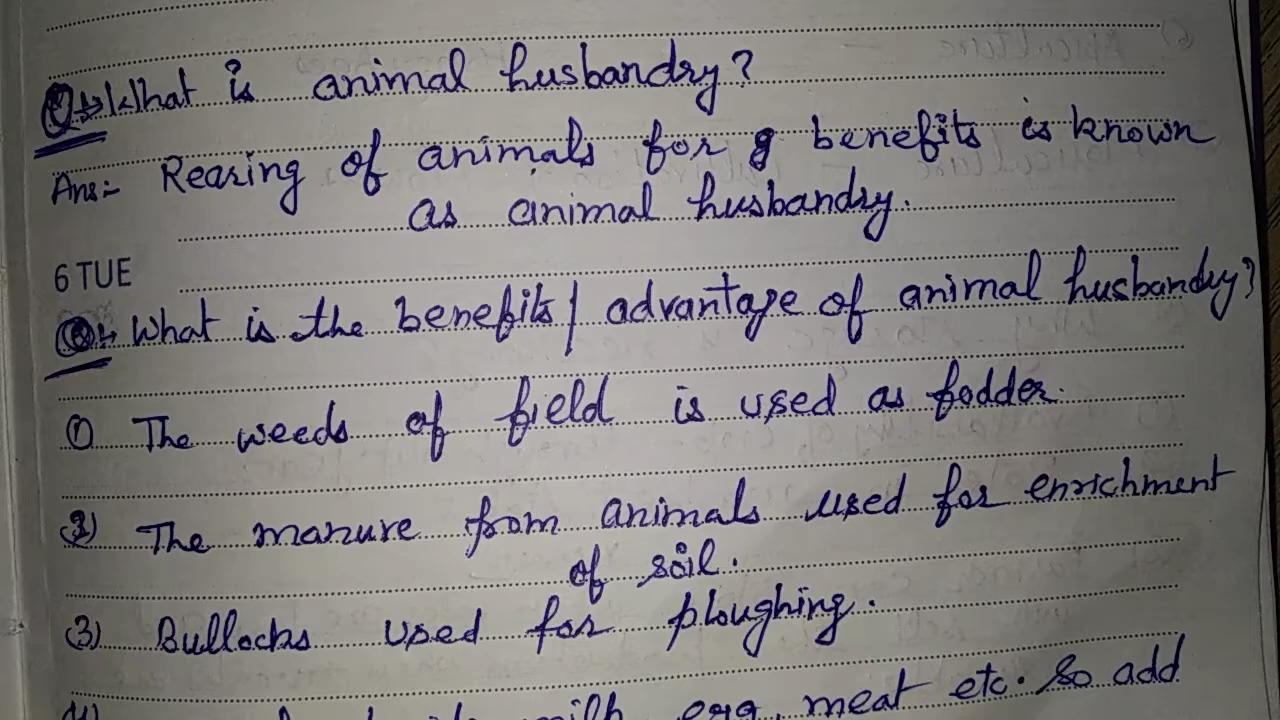 Q→ What is animal husbandry?
Ans:- Rearing of animals for benefits is known
as animal husbandry.
6 TUE
Q→ What is the benefits/ advantage of animal husbandry?
① The weeds of field is used as fodder.
(2) The manure from animals used for enrichment
of soil.
(3) Bullocks used for ploughing.
milk, egg, meat etc. so add